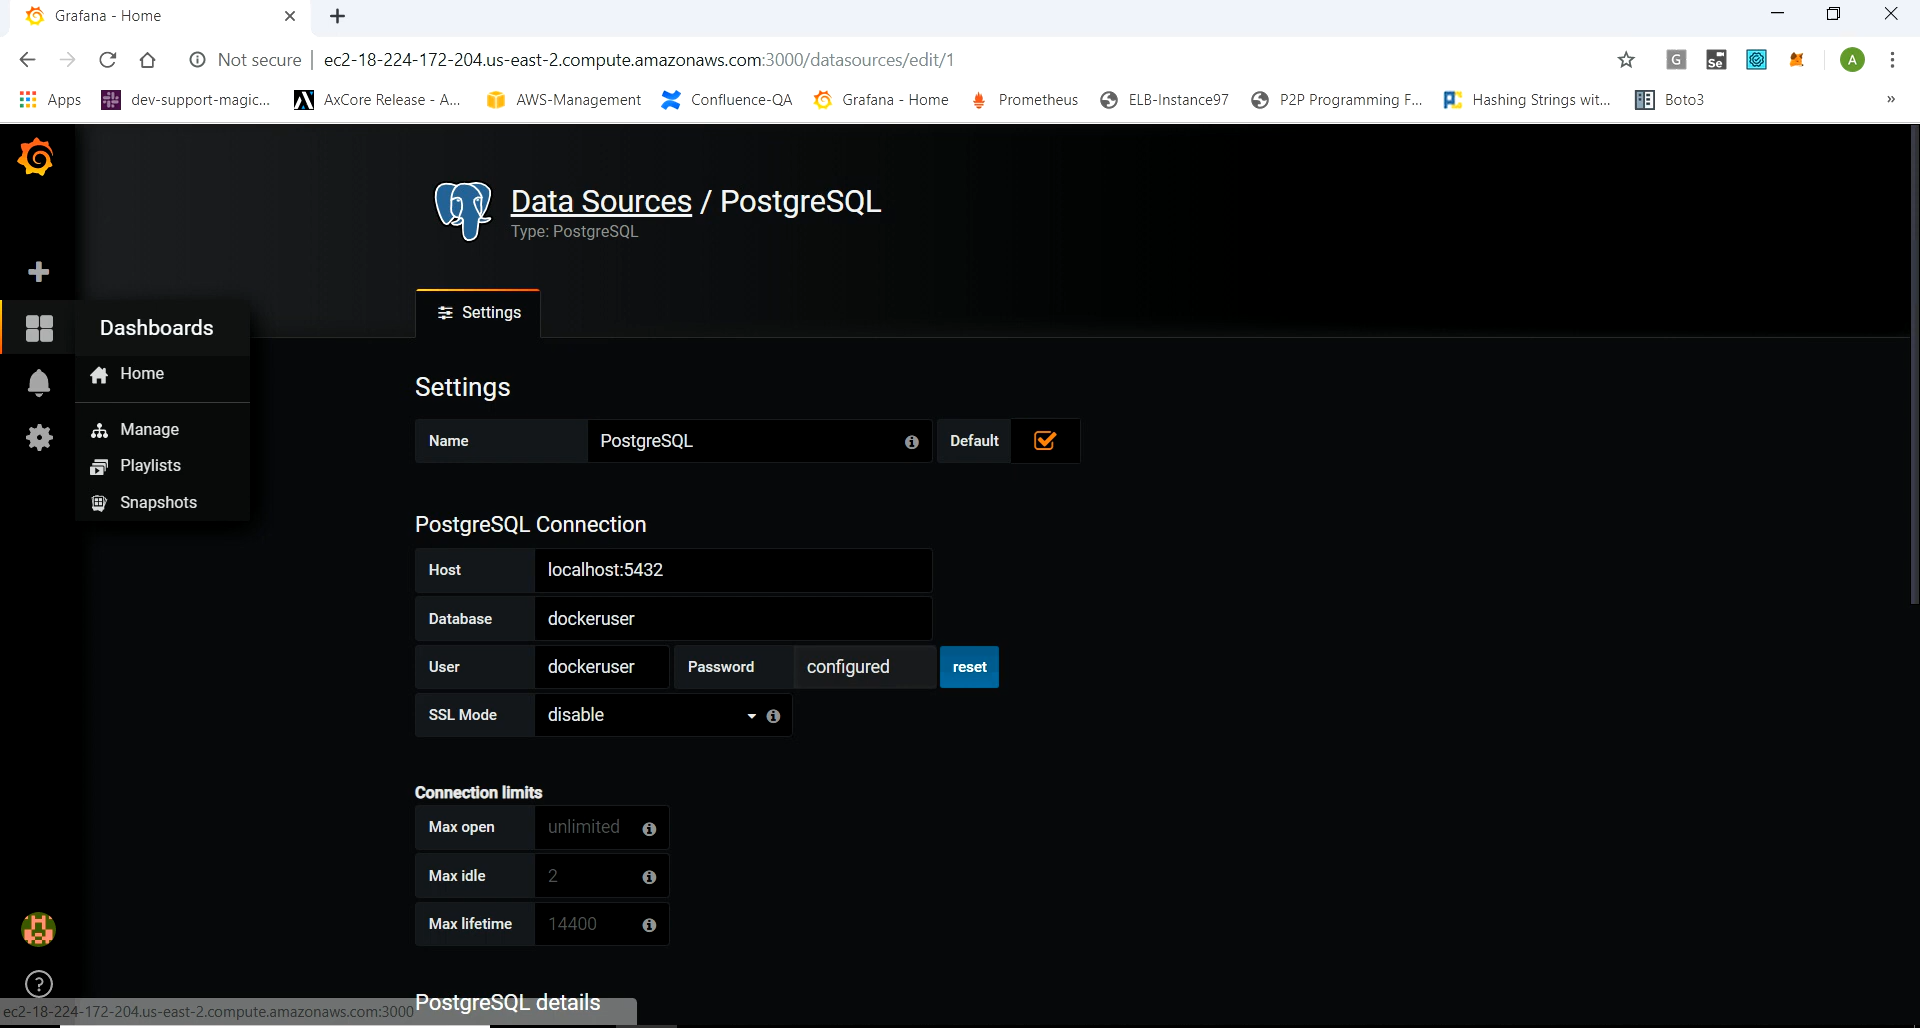 Grafana - Home
Not secure | ec2-18-224-172-204.us-east-2.compute.amazonaws.com:3000/datasources/edit/1
G
Se
A
Apps
dev-support-magic...
AxCore Release - A...
AWS-Management
Confluence-QA
Grafana - Home
Prometheus
ELB-Instance97
P2P Programming F...
Hashing Strings wit...
Boto3
»
Data Sources / PostgreSQL
Type: PostgreSQL
Settings
Dashboards
Home
Manage
Playlists
Snapshots
Settings
Name PostgreSQL Default
PostgreSQL Connection
Host localhost:5432
Database dockeruser
User dockeruser Password configured reset
SSL Mode disable
Connection limits
Max open unlimited
Max idle 2
Max lifetime 14400
PostgreSQL details
ec2-18-224-172-204.us-east-2.compute.amazonaws.com:3000